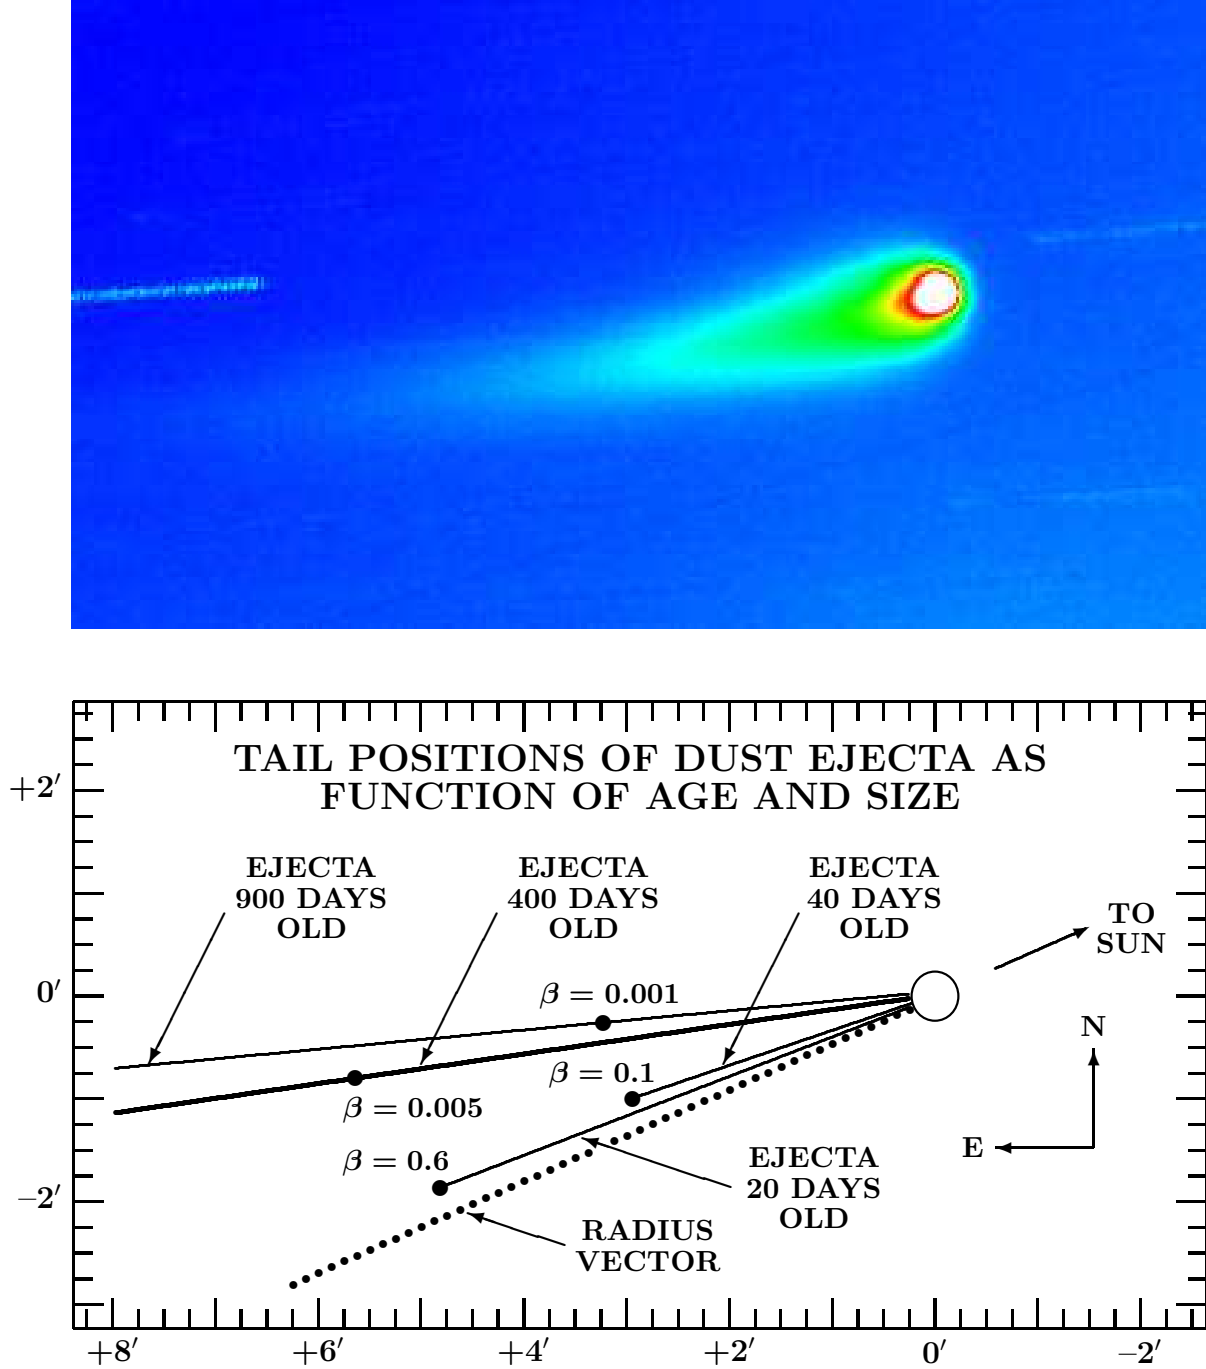 TAIL POSITIONS OF DUST EJECTA AS
FUNCTION OF AGE AND SIZE
+2′
0′
–2′
EJECTA
900 DAYS
OLD
EJECTA
400 DAYS
OLD
EJECTA
40 DAYS
OLD
TO
SUN
β = 0.001
N
β = 0.1
β = 0.005
E
β = 0.6
EJECTA
20 DAYS
OLD
RADIUS
VECTOR
+8′
+6′
+4′
+2′
0′
–2′